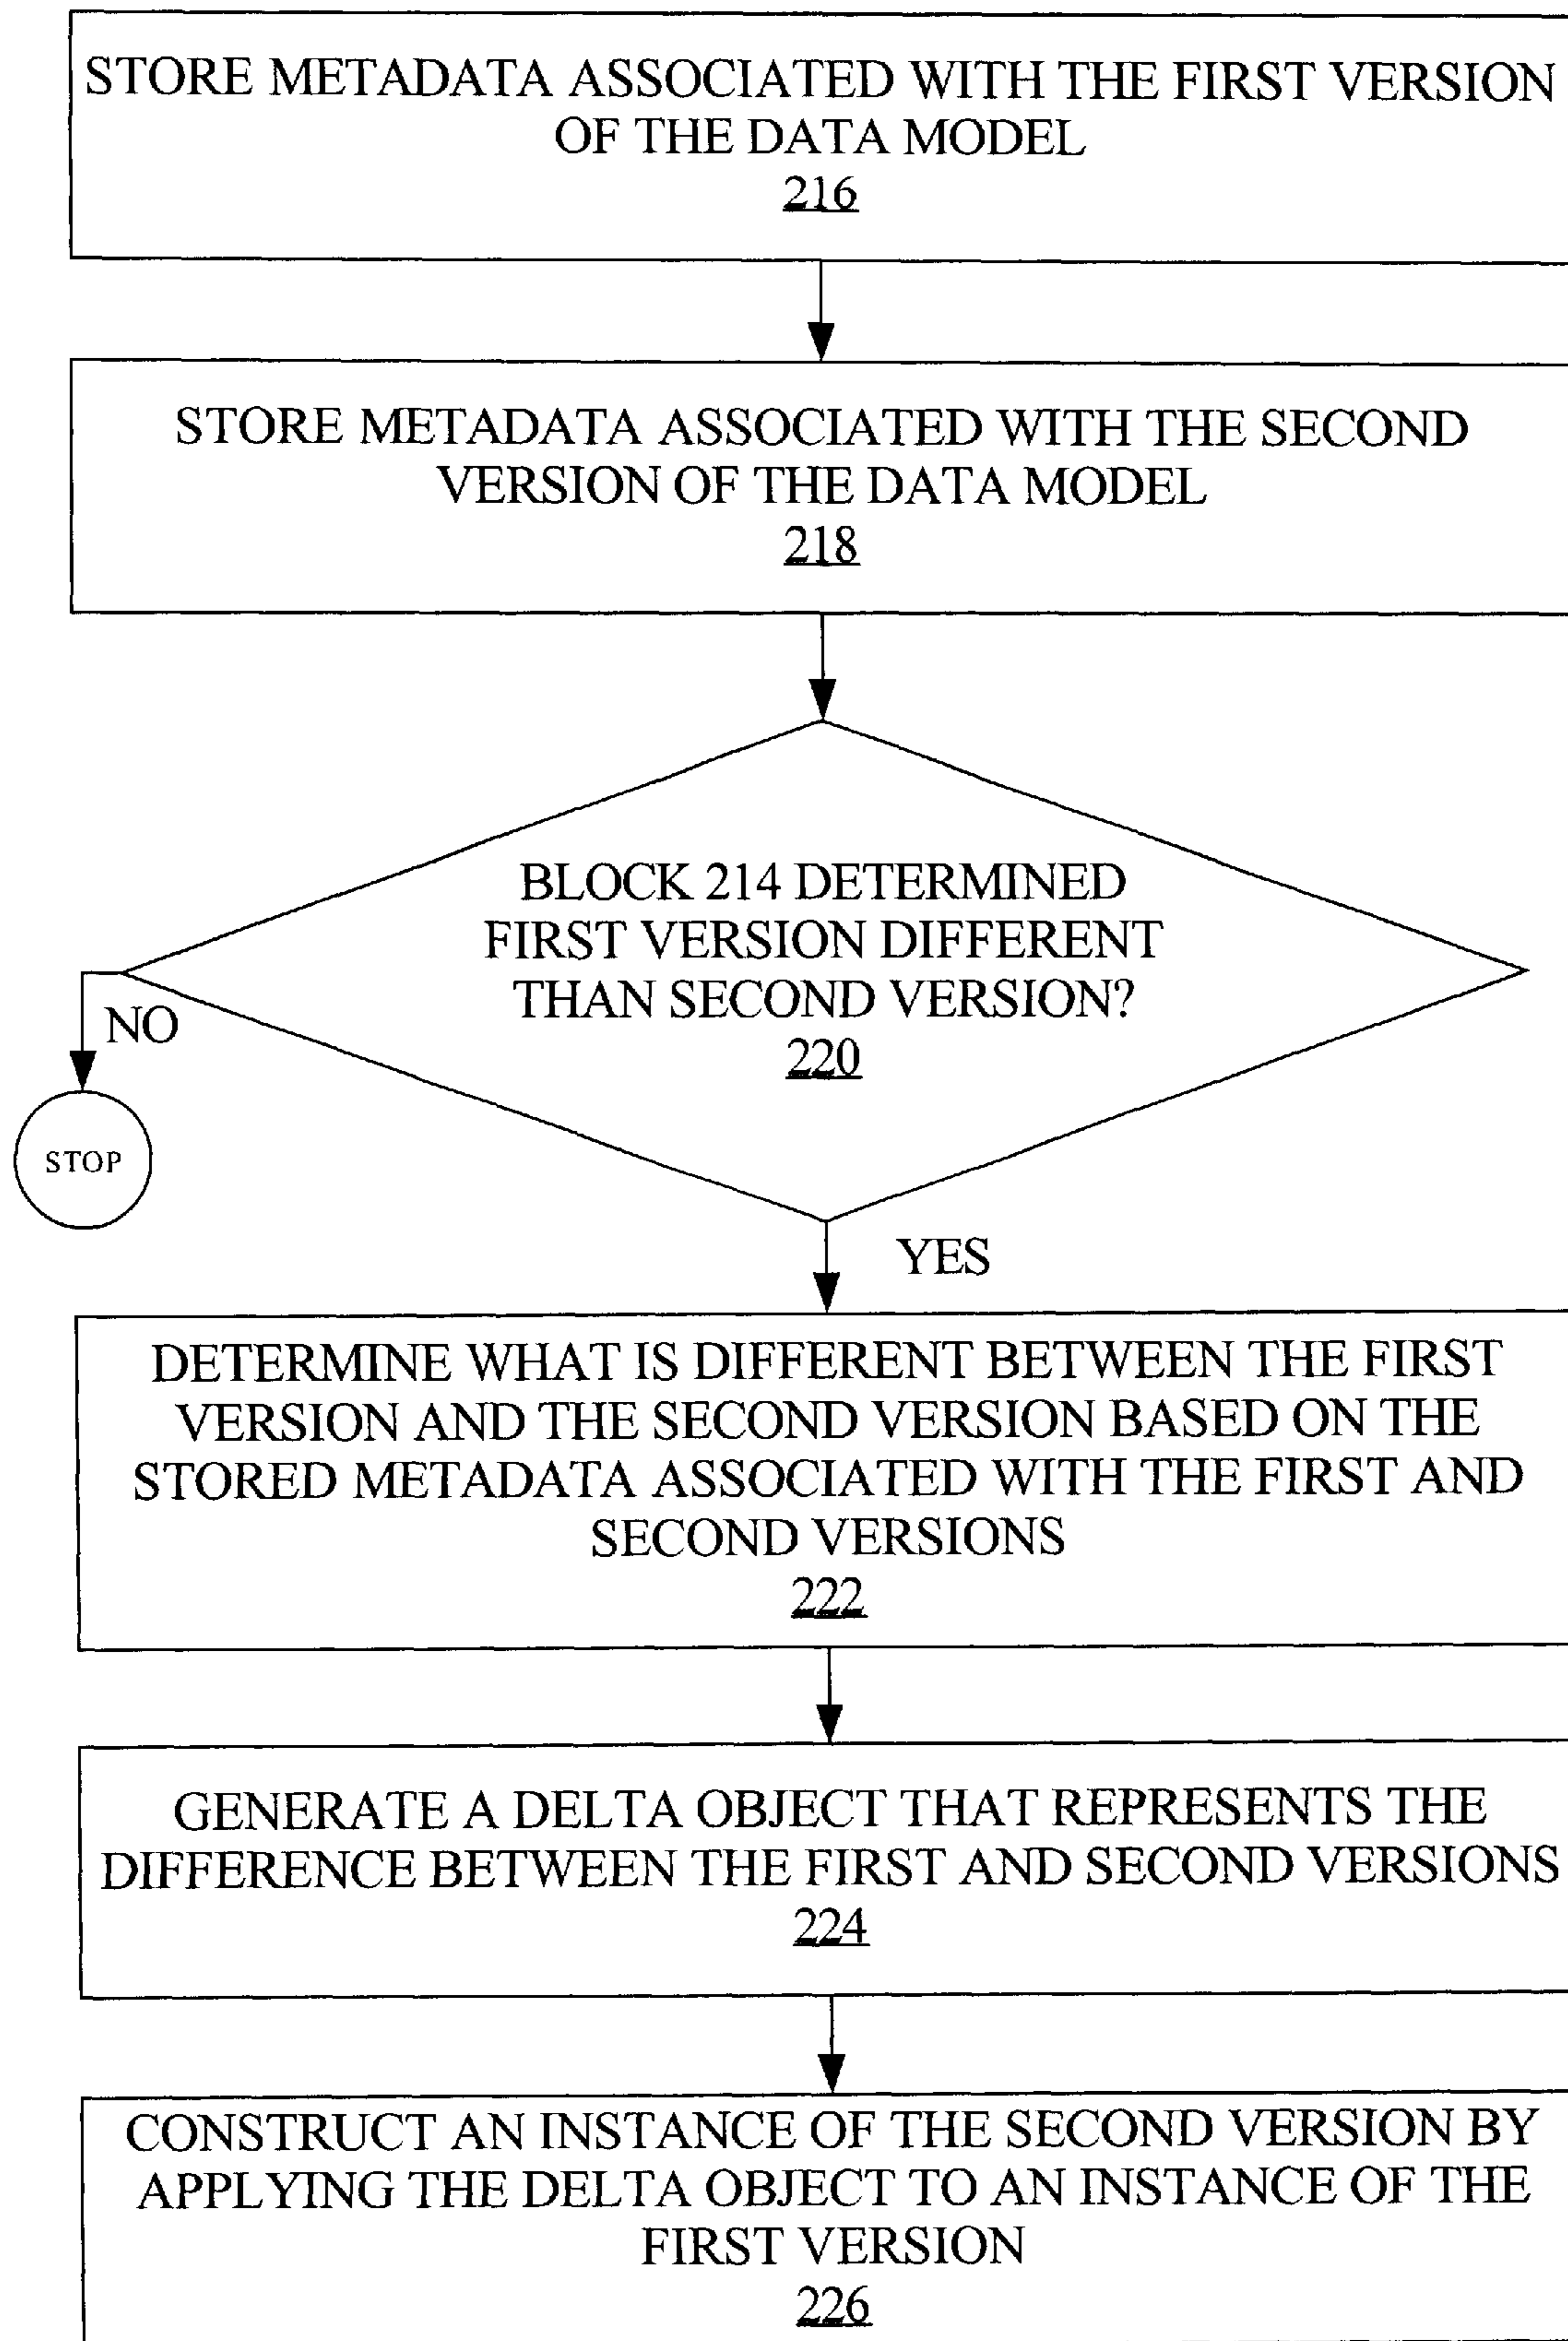 STORE METADATA ASSOCIATED WITH THE FIRST VERSION
OF THE DATA MODEL
216
STORE METADATA ASSOCIATED WITH THE SECOND
VERSION OF THE DATA MODEL
218
BLOCK 214 DETERMINED
FIRST VERSION DIFFERENT
THAN SECOND VERSION?
220
NO
STOP
YES
DETERMINE WHAT IS DIFFERENT BETWEEN THE FIRST
VERSION AND THE SECOND VERSION BASED ON THE
STORED METADATA ASSOCIATED WITH THE FIRST AND
SECOND VERSIONS
222
GENERATE A DELTA OBJECT THAT REPRESENTS THE
DIFFERENCE BETWEEN THE FIRST AND SECOND VERSIONS
224
CONSTRUCT AN INSTANCE OF THE SECOND VERSION BY
APPLYING THE DELTA OBJECT TO AN INSTANCE OF THE
FIRST VERSION
226